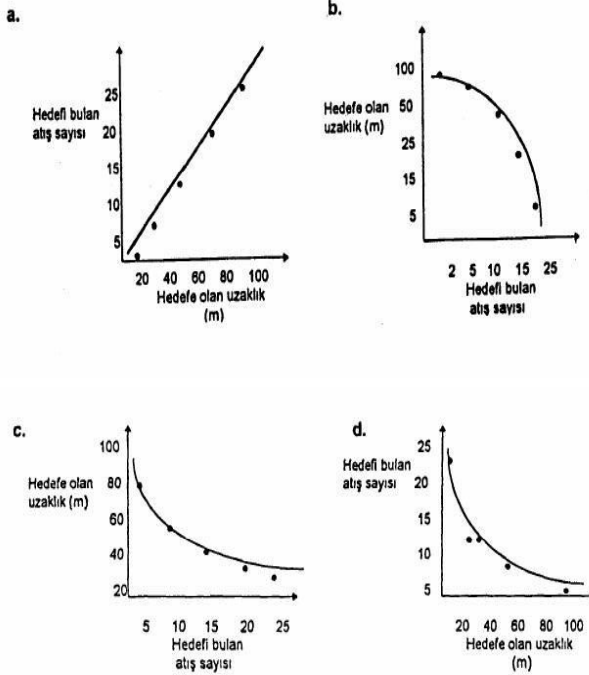 a.
Hedefi bulan
atış sayısı
25
20
15
10
5
20 40 60 80 100
Hedefe olan uzaklık
(m)
b.
Hedefe olan
uzaklık (m)
100
50
25
15
5
2 5 10 15 25
Hedefi bulan
atış sayısı
c.
Hedefe olan
uzaklık (m)
100
80
60
40
20
5 10 15 20 25
Hedefi bulan
atış sayısı
d.
Hedefi bulan
atış sayısı
25
20
15
10
5
20 40 60 80 100
Hedefe olan uzaklık
(m)